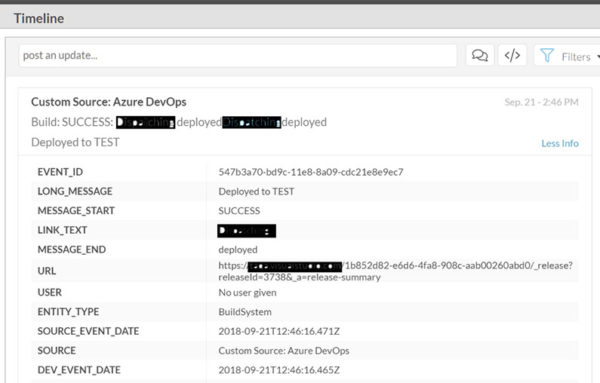 Timeline
post an update...
Filters
Custom Source: Azure DevOps
Sep. 21 - 2:46 PM
Build: SUCCESS: deployed deployed
Deployed to TEST
Less Info
EVENT_ID 547b3a70-bd9c-11e8-8a09-cdc21e8e9ec7
LONG_MESSAGE Deployed to TEST
MESSAGE_START SUCCESS
LINK_TEXT
MESSAGE_END deployed
URL https:/ /1b852d82-e6d6-4fa8-908c-aab00260abd0/_release?
releaseId=3738&_a=release-summary
USER No user given
ENTITY_TYPE BuildSystem
SOURCE_EVENT_DATE 2018-09-21T12:46:16.471Z
SOURCE Custom Source: Azure DevOps
DEV_EVENT_DATE 2018-09-21T12:46:16.465Z